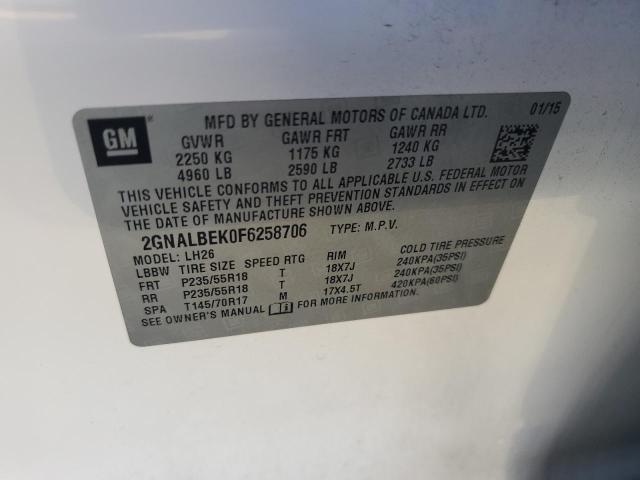 GM
MFD BY GENERAL MOTORS OF CANADA LTD. 01/15
GVWR GAWR FRT GAWR RR
2250 KG 1175 KG 1240 KG
4960 LB 2590 LB 2733 LB
THIS VEHICLE CONFORMS TO ALL APPLICABLE U.S. FEDERAL MOTOR
VEHICLE SAFETY AND THEFT PREVENTION STANDARDS IN EFFECT ON
THE DATE OF MANUFACTURE SHOWN ABOVE.
2GNALBEK0F6258706 TYPE: M.P.V.
MODEL: LH26
LBBW TIRE SIZE SPEED RTG RIM COLD TIRE PRESSURE
FRT P235/55R18 T 18X7J 240KPA(35PSI)
RR P235/55R18 T 18X7J 240KPA(35PSI)
SPA T145/70R17 M 17X4.5T 420KPA(60PSI)
SEE OWNER'S MANUAL FOR MORE INFORMATION.